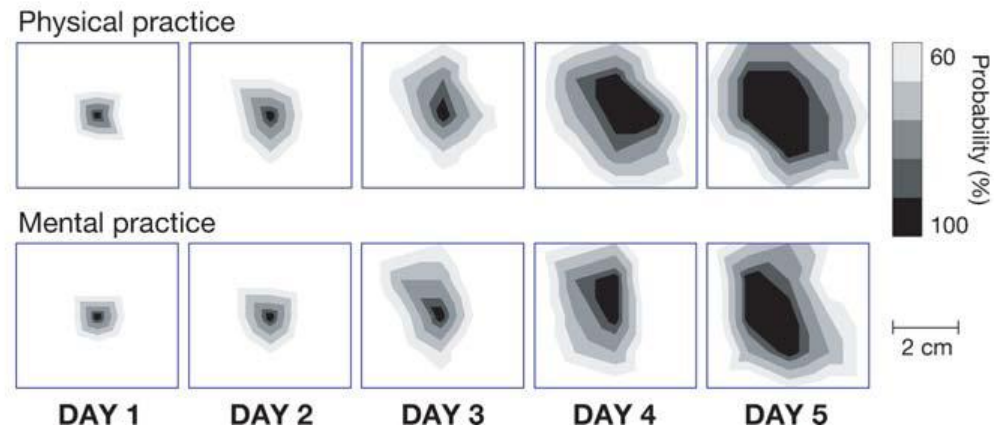 Physical practice
60
Probability (%)
100
Mental practice
2 cm
DAY 1 DAY 2 DAY 3 DAY 4 DAY 5